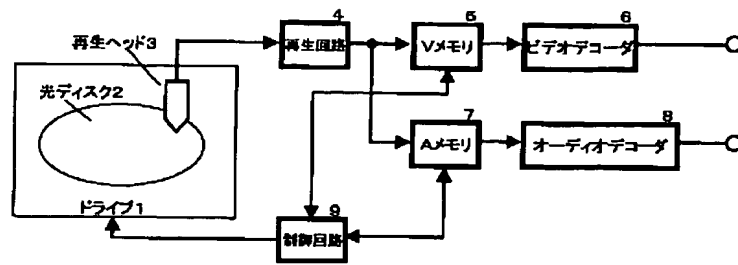 再生ヘッド3
光ディスク2
ドライブ1
4
再生回路
5
Vメモリ
6
ビデオデコーダ
7
Aメモリ
8
オーディオデコーダ
9
制御回路